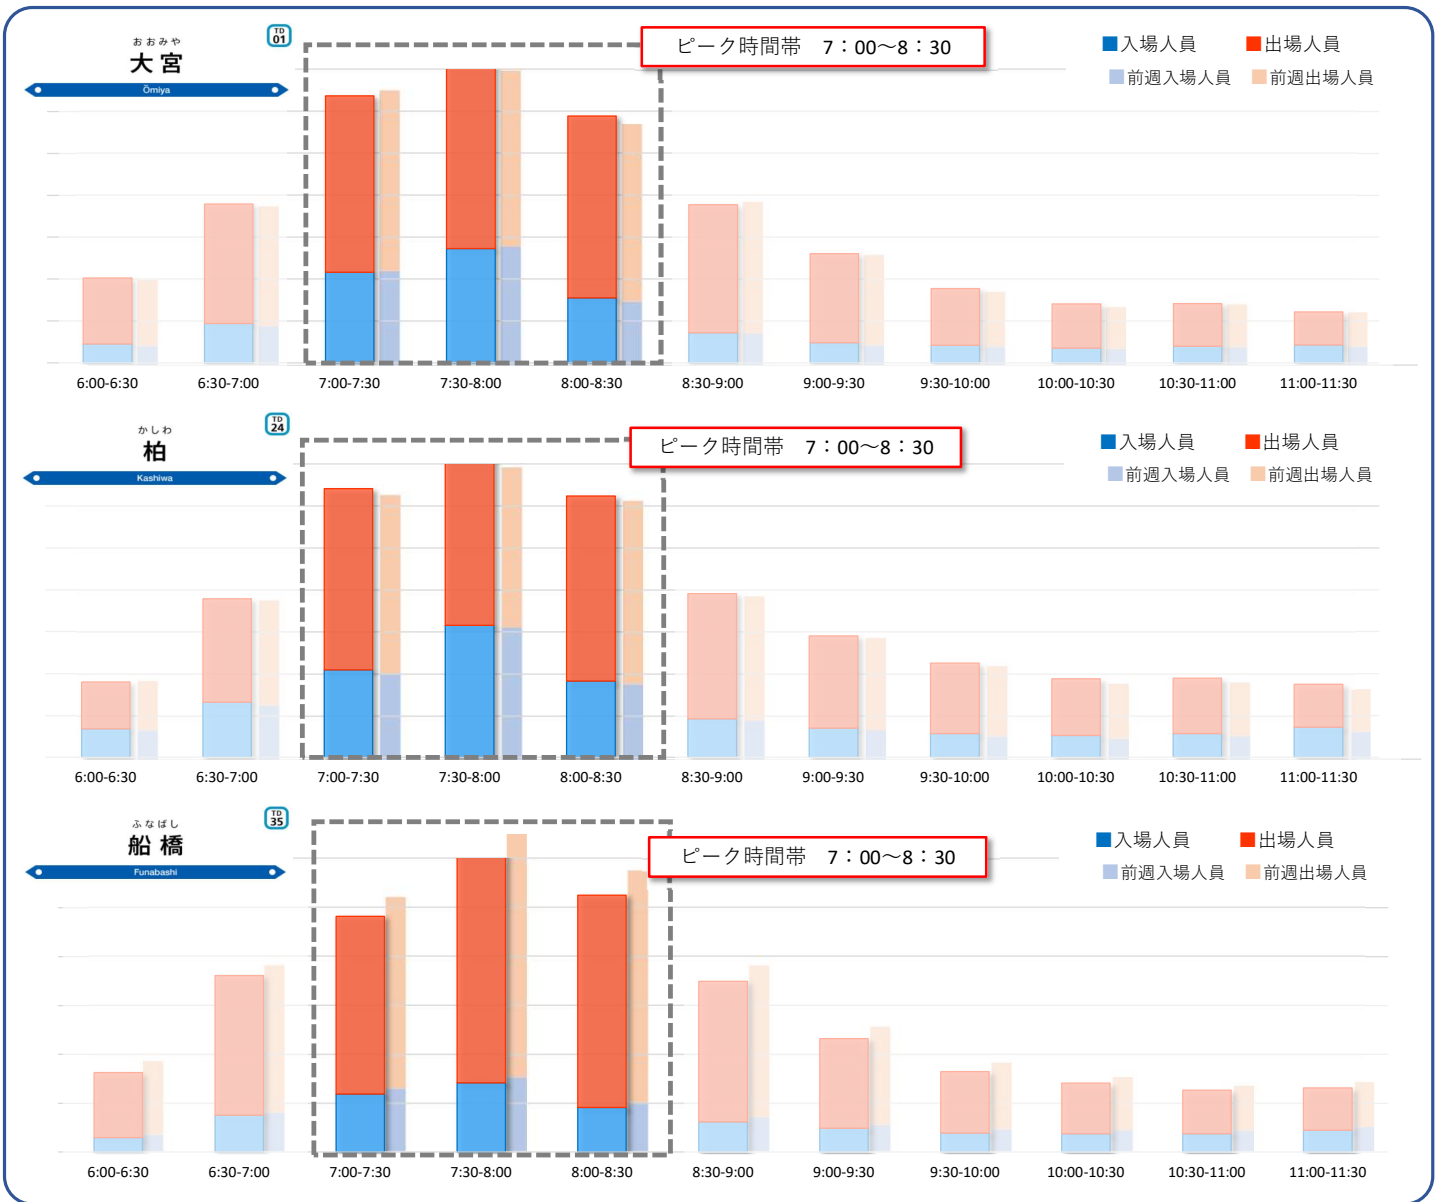 おおみや
大宮
Ōmiya
TD
01
ピーク時間帯　7：00～8：30
入場人員
出場人員
前週入場人員
前週出場人員
6:00-6:30
6:30-7:00
7:00-7:30
7:30-8:00
8:00-8:30
8:30-9:00
9:00-9:30
9:30-10:00
10:00-10:30
10:30-11:00
11:00-11:30
かしわ
柏
Kashiwa
TD
24
ピーク時間帯　7：00～8：30
入場人員
出場人員
前週入場人員
前週出場人員
6:00-6:30
6:30-7:00
7:00-7:30
7:30-8:00
8:00-8:30
8:30-9:00
9:00-9:30
9:30-10:00
10:00-10:30
10:30-11:00
11:00-11:30
ふなばし
船橋
Funabashi
TD
35
ピーク時間帯　7：00～8：30
入場人員
出場人員
前週入場人員
前週出場人員
6:00-6:30
6:30-7:00
7:00-7:30
7:30-8:00
8:00-8:30
8:30-9:00
9:00-9:30
9:30-10:00
10:00-10:30
10:30-11:00
11:00-11:30